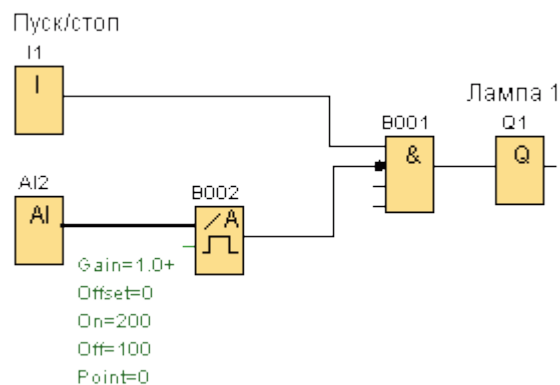 Пуск/стоп
I1
I
Лампа 1
B001
Q1
&
Q
AI2
B002
AI
/A
Gain=1.0+
Offset=0
On=200
Off=100
Point=0